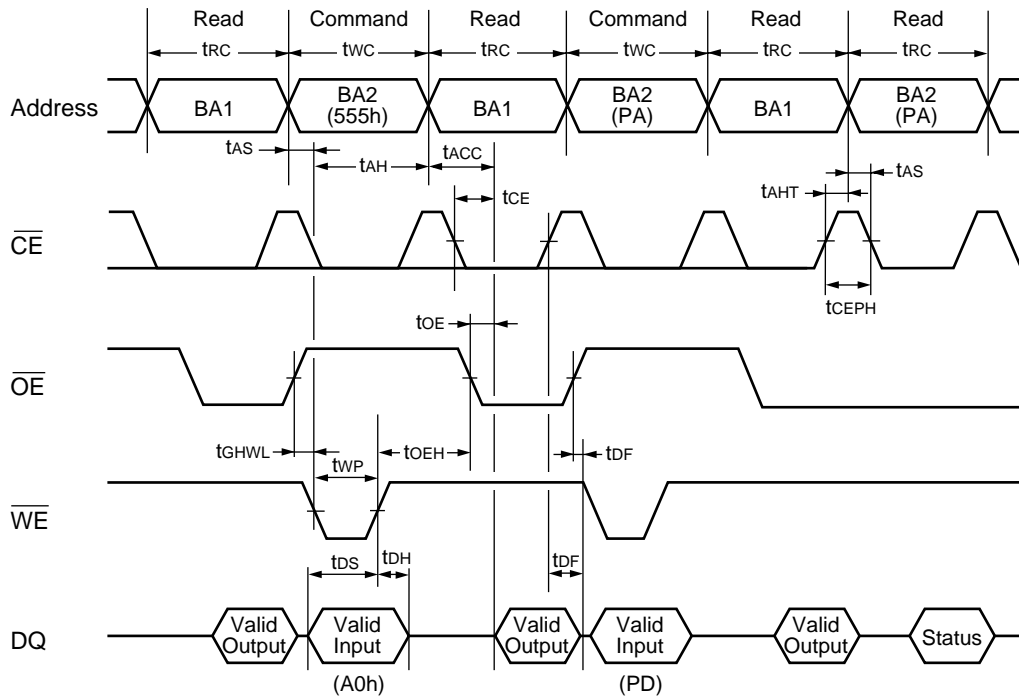 Read Command Read Command Read Read
tRC tWC tRC tWC tRC tRC
Address BA1 BA2 (555h) BA1 BA2 (PA) BA1 BA2 (PA)
tAS tAH tACC tAS
tAHT
tCE
CE
tCEPH
tOE
OE
tGHWL tWP tOEH tDF
WE
tDS tDH tDF
DQ Valid Output Valid Input Valid Output Valid Input Valid Output Status
(A0h) (PD)